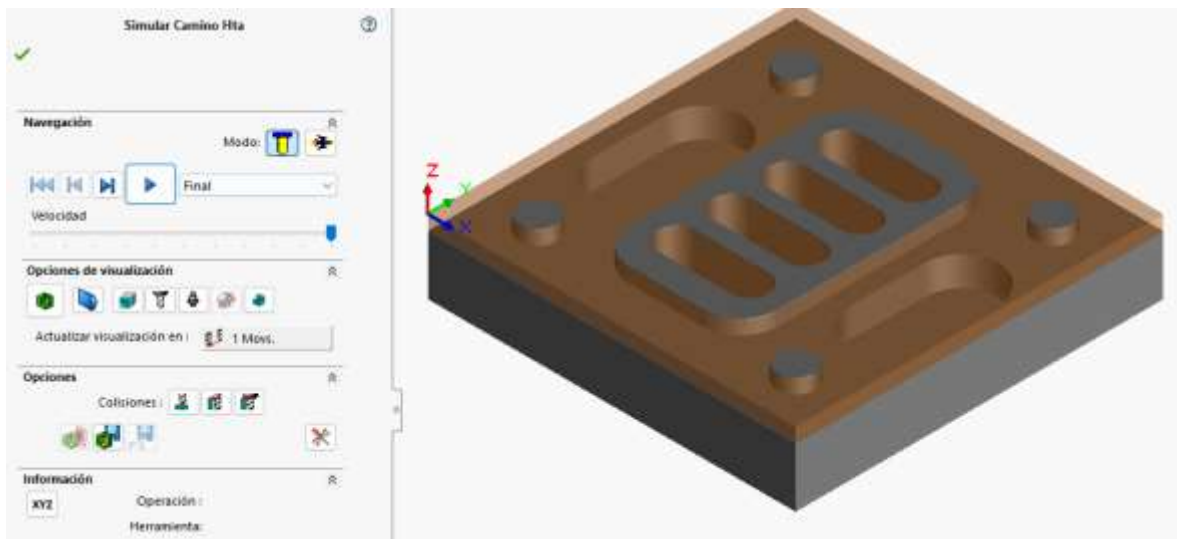 Simular Camino Hta
Navegación
Modo:
Final
Velocidad
Opciones de visualización
Actualizar visualización en : 1 Movs.
Opciones
Colisiones :
Información
XYZ
Operación :
Herramienta:
Z
Y
X